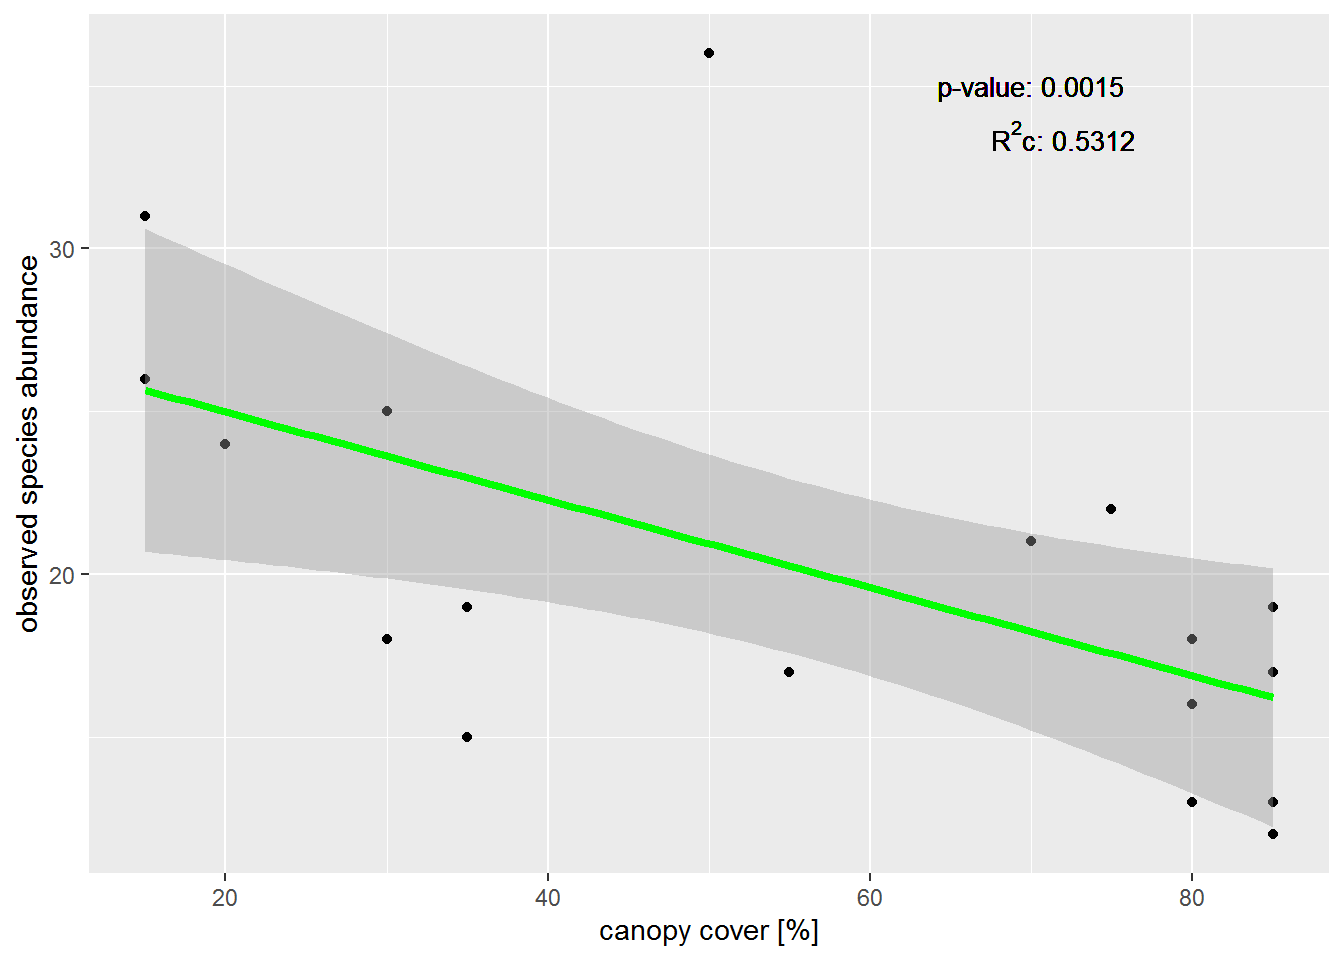 p-value: 0.0015
R²c: 0.5312
30
20
observed species abundance
20 40 60 80
canopy cover [%]